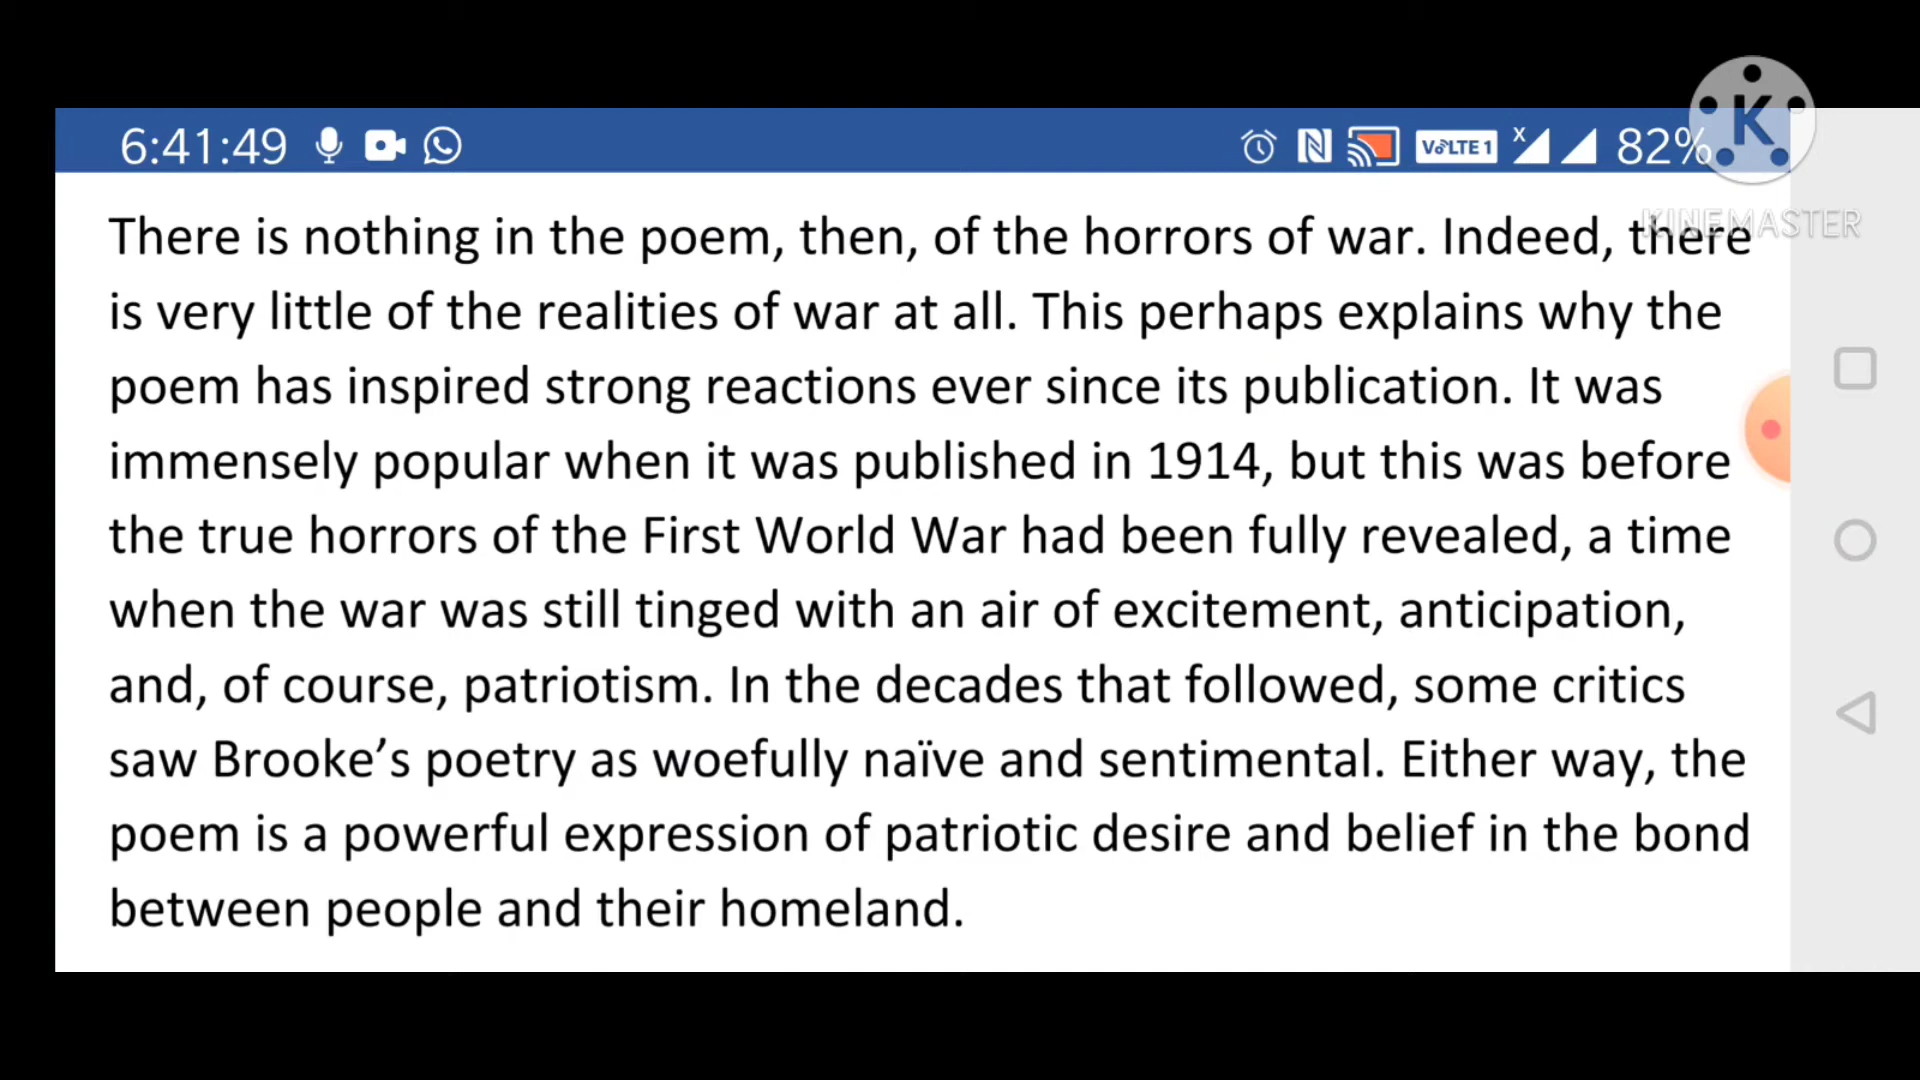 6:41:49 VoLTE 1 x 82%
K
KINEMASTER
There is nothing in the poem, then, of the horrors of war. Indeed, there
is very little of the realities of war at all. This perhaps explains why the
poem has inspired strong reactions ever since its publication. It was
immensely popular when it was published in 1914, but this was before
the true horrors of the First World War had been fully revealed, a time
when the war was still tinged with an air of excitement, anticipation,
and, of course, patriotism. In the decades that followed, some critics
saw Brooke’s poetry as woefully naïve and sentimental. Either way, the
poem is a powerful expression of patriotic desire and belief in the bond
between people and their homeland.